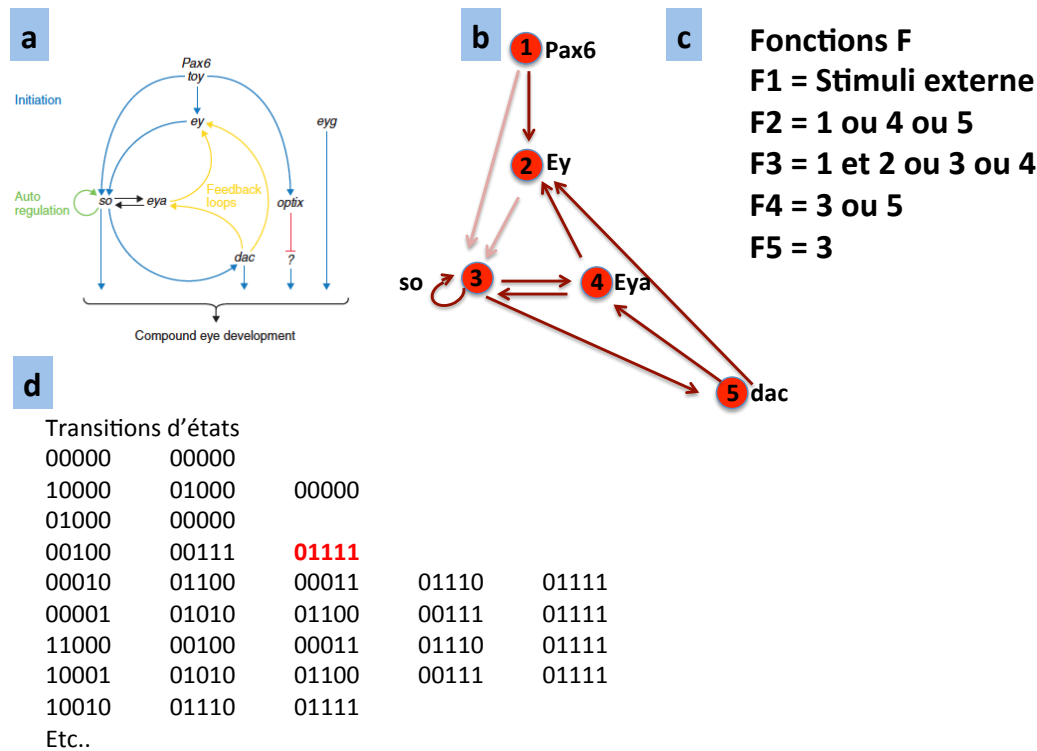 a
Pax6
toy
Initiation
ey
eyg
Auto
regulation
so
eya
Feedback
loops
optix
dac
?
Compound eye development
b
1 Pax6
2 Ey
so
3
4 Eya
5 dac
c
Fonctions F
F1 = Stimuli externe
F2 = 1 ou 4 ou 5
F3 = 1 et 2 ou 3 ou 4
F4 = 3 ou 5
F5 = 3
d
Transitions d'états
00000 00000
10000 01000 00000
01000 00000
00100 00111 01111
00010 01100 00011 01110 01111
00001 01010 01100 00111 01111
11000 00100 00011 01110 01111
10001 01010 01100 00111 01111
10010 01110 01111
Etc..